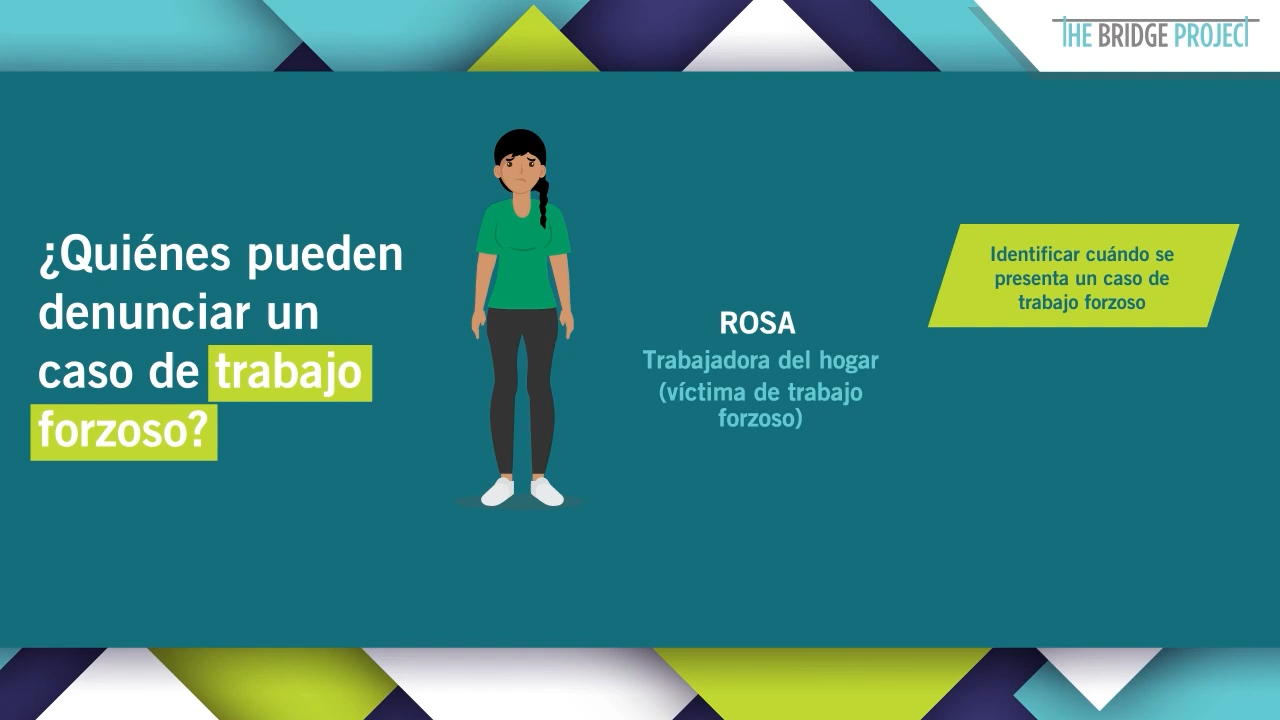 THE BRIDGE PROJECT
¿Quiénes pueden
denunciar un
caso de trabajo
forzoso?
ROSA
Trabajadora del hogar
(víctima de trabajo
forzoso)
Identificar cuándo se
presenta un caso de
trabajo forzoso